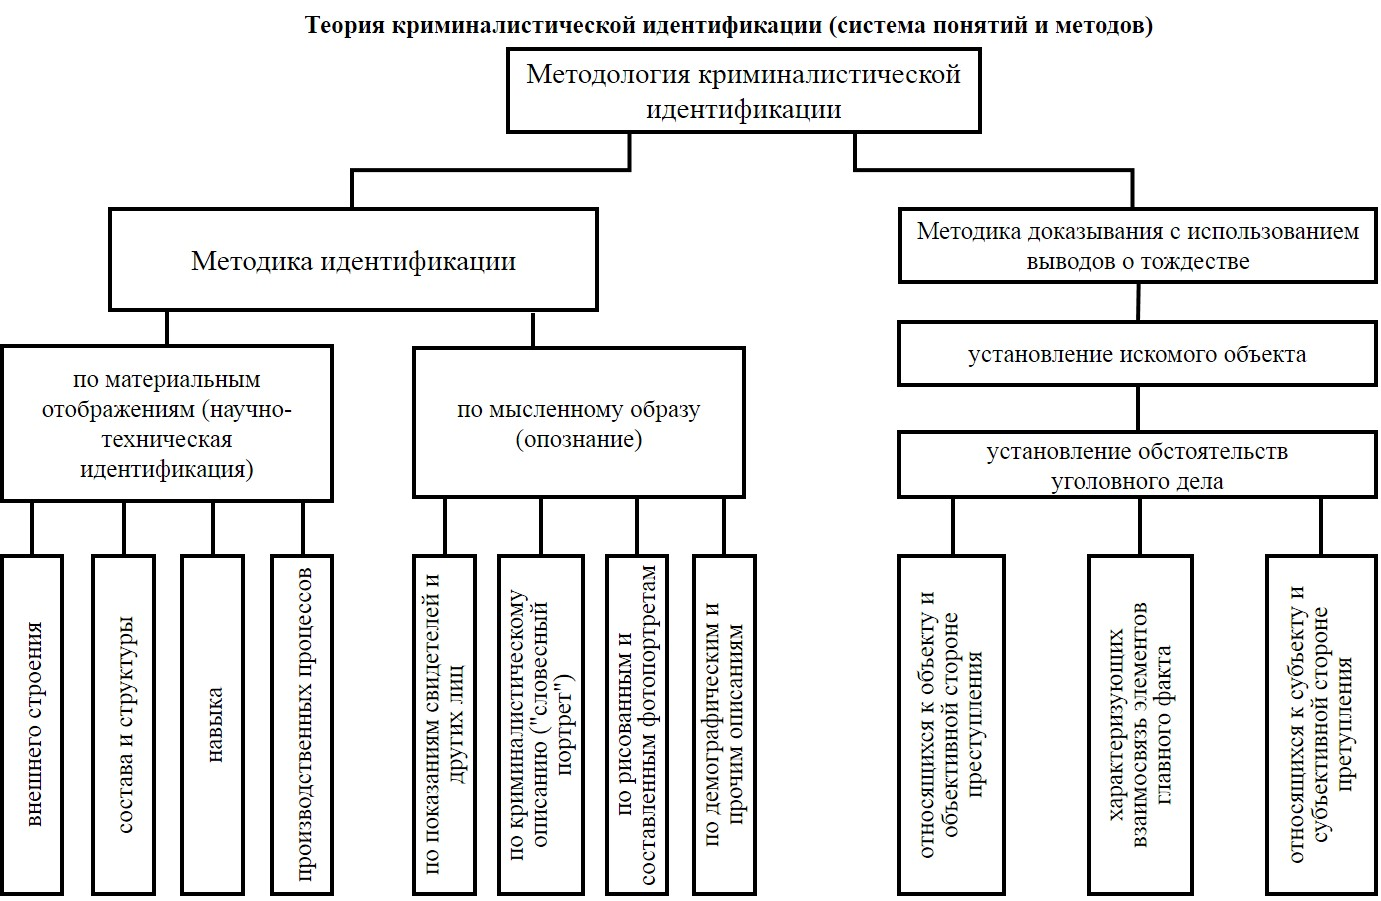 Теория криминалистической идентификации (система понятий и методов)
Методология криминалистической
идентификации
Методика идентификации
Методика доказывания с использованием
выводов о тождестве
установление искомого объекта
по материальным
отображениям (научно-
техническая
идентификация)
по мысленному образу
(опознание)
установление обстоятельств
уголовного дела
внешнего строения
состава и структуры
навыка
производственных процессов
по показаниям свидетелей и
других лиц
по криминалистическому
описанию ("словесный
портрет")
по рисованным и
составленным фотопортретам
по демографическим и
прочим описаниям
относящихся к объекту и
объективной стороне
преступления
характеризующих
взаимосвязь элементов
главного факта
относящихся к субъекту и
субъективной стороне
претупления